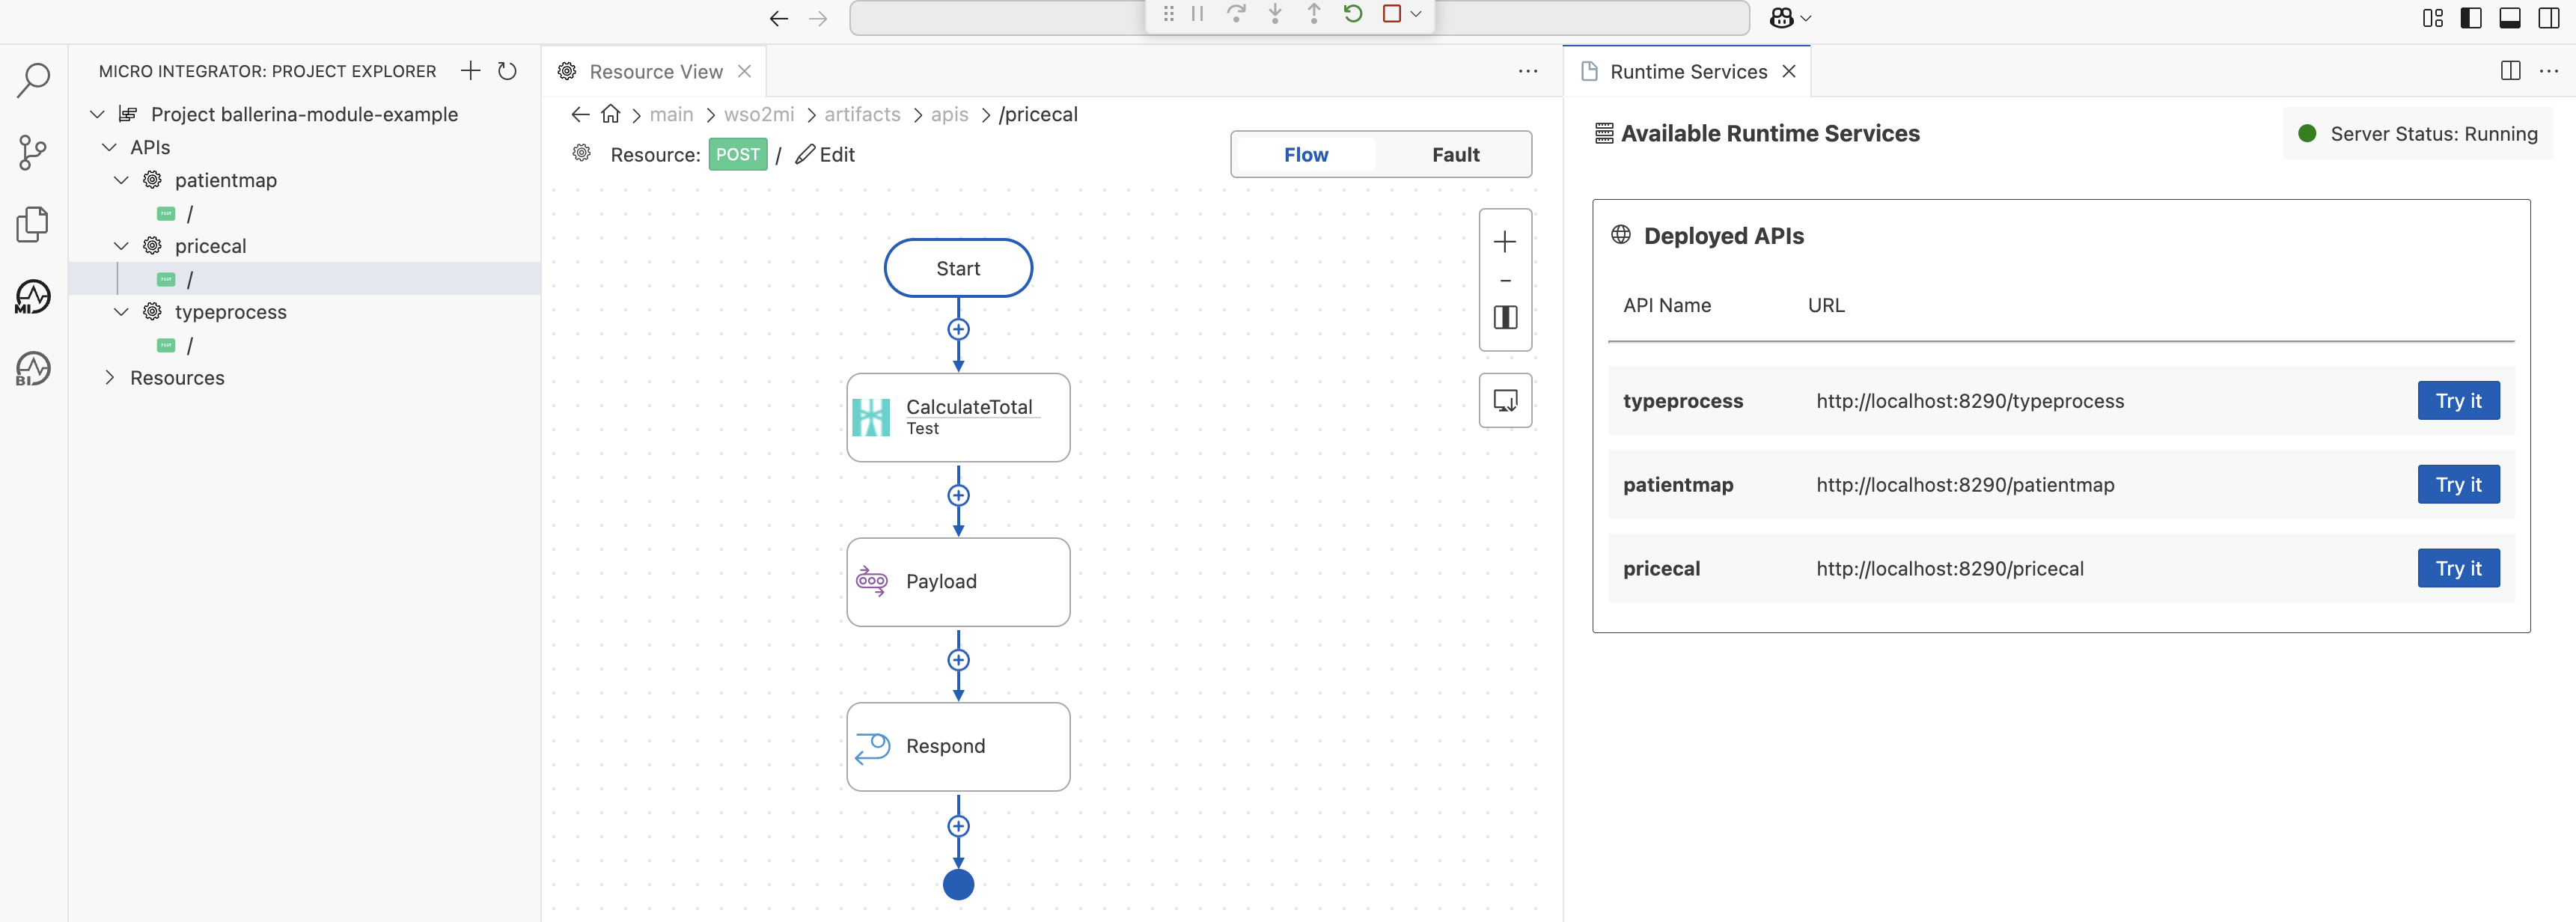 MICRO INTEGRATOR: PROJECT EXPLORER
Project ballerina-module-example
APIs
patientmap
POST /
pricecal
POST /
typeprocess
POST /
Resources
MI
BI
Resource View
main > wso2mi > artifacts > apis > /pricecal
Resource: POST / Edit
Flow Fault
Start
CalculateTotal
Test
Payload
Respond
Runtime Services
Available Runtime Services
Server Status: Running
Deployed APIs
API Name URL
typeprocess http://localhost:8290/typeprocess Try it
patientmap http://localhost:8290/patientmap Try it
pricecal http://localhost:8290/pricecal Try it